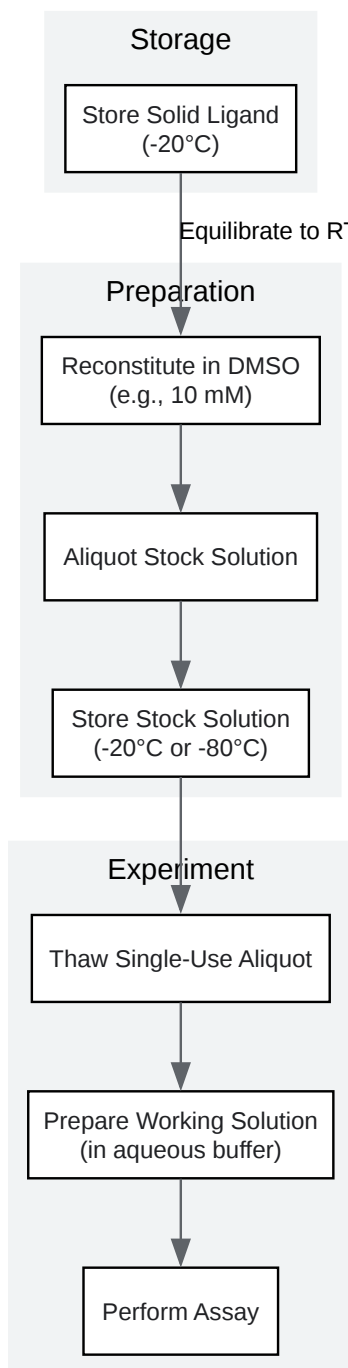 Storage
Store Solid Ligand
(-20°C)
Equilibrate to RT
Preparation
Reconstitute in DMSO
(e.g., 10 mM)
Aliquot Stock Solution
Store Stock Solution
(-20°C or -80°C)
Experiment
Thaw Single-Use Aliquot
Prepare Working Solution
(in aqueous buffer)
Perform Assay